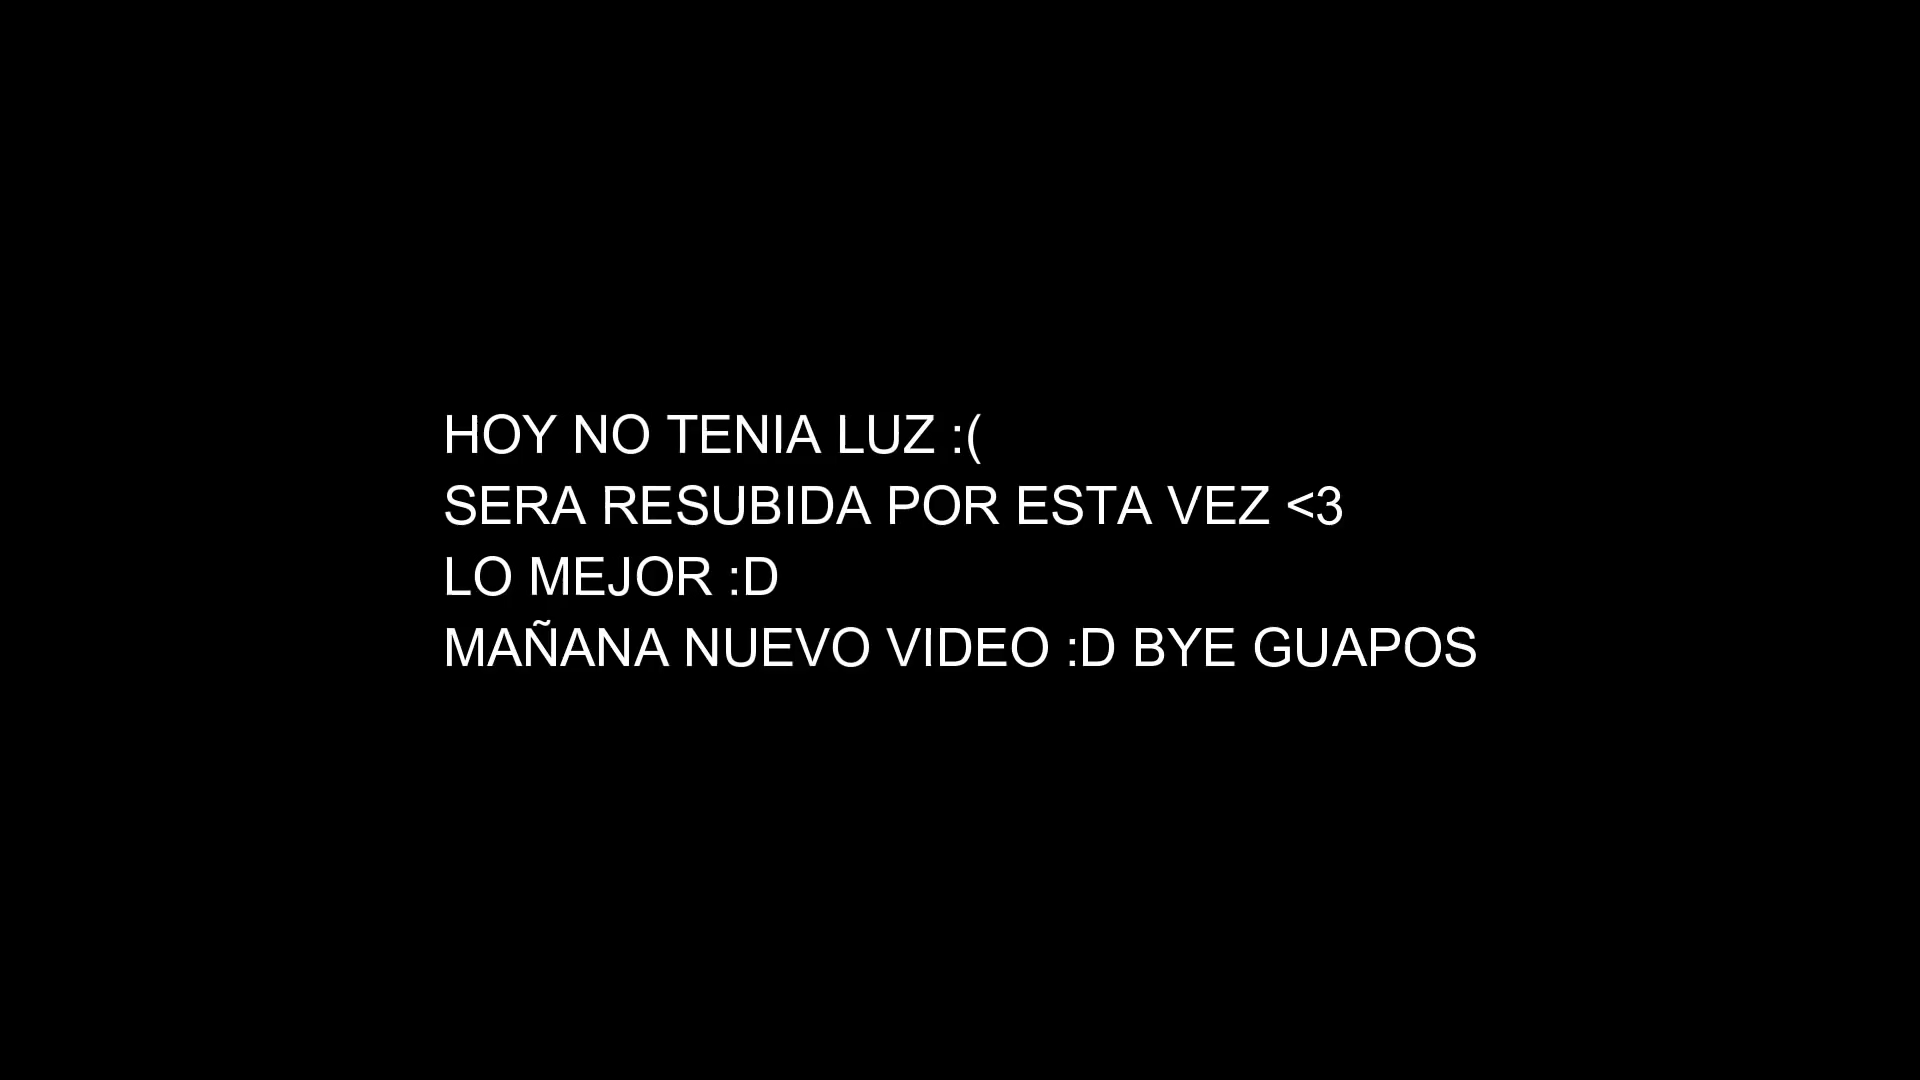 HOY NO TENIA LUZ :(
SERA RESUBIDA POR ESTA VEZ <3
LO MEJOR :D
MAÑANA NUEVO VIDEO :D BYE GUAPOS